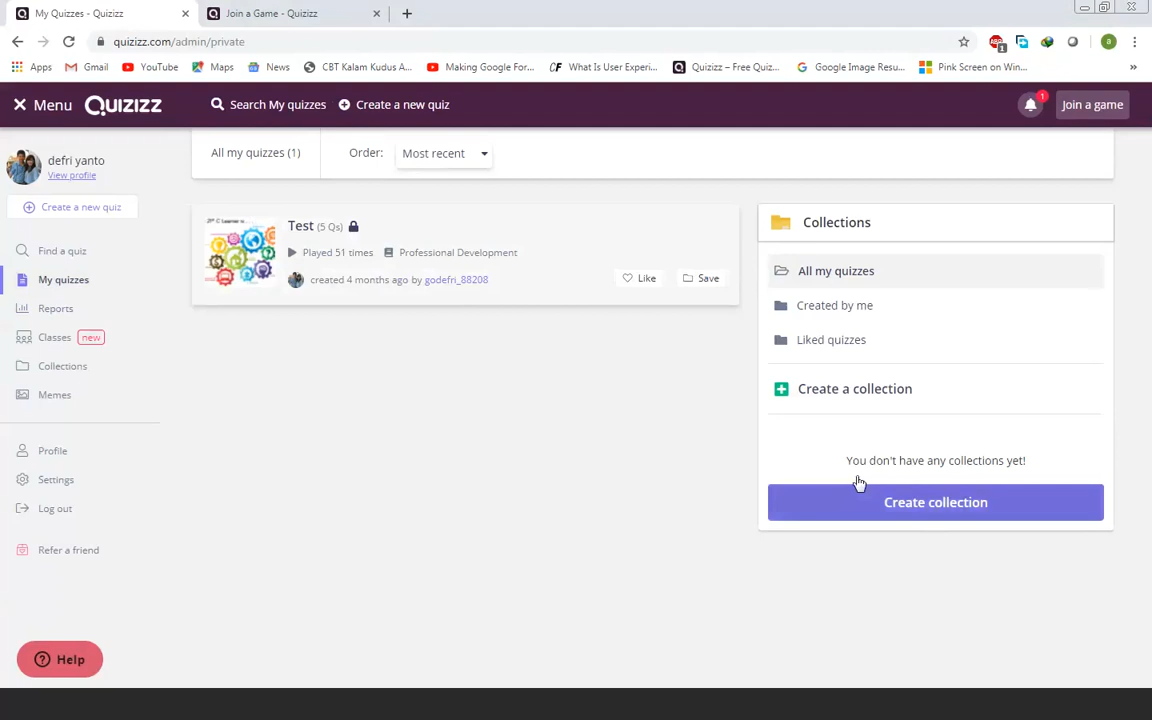 My Quizzes - Quizizz
Join a Game - Quizizz
quizizz.com/admin/private
1
a
Apps
Gmail
YouTube
Maps
News
CBT Kalam Kudus A...
Making Google For...
What Is User Experi...
Quizizz – Free Quiz...
Google Image Resu...
Pink Screen on Win...
Menu
QUIZIZZ
Search My quizzes
Create a new quiz
1
Join a game
defri yanto
View profile
Create a new quiz
Find a quiz
My quizzes
Reports
Classes new
Collections
Memes
Profile
Settings
Log out
Refer a friend
Help
All my quizzes (1)
Order:
Most recent
Test (5 Qs)
Played 51 times
Professional Development
created 4 months ago by godefri_88208
Like
Save
Collections
All my quizzes
Created by me
Liked quizzes
Create a collection
You don't have any collections yet!
Create collection